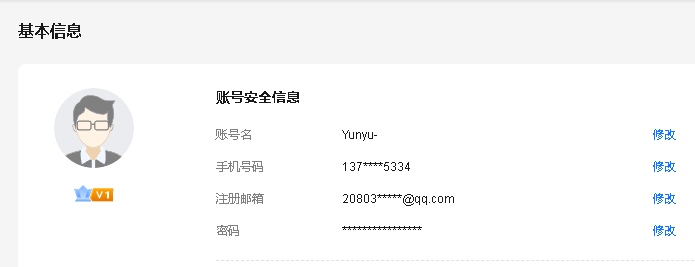 基本信息
账号安全信息
账号名 Yunyu- 修改
手机号码 137****5334 修改
注册邮箱 20803*****@qq.com 修改
密码 **************** 修改
V1